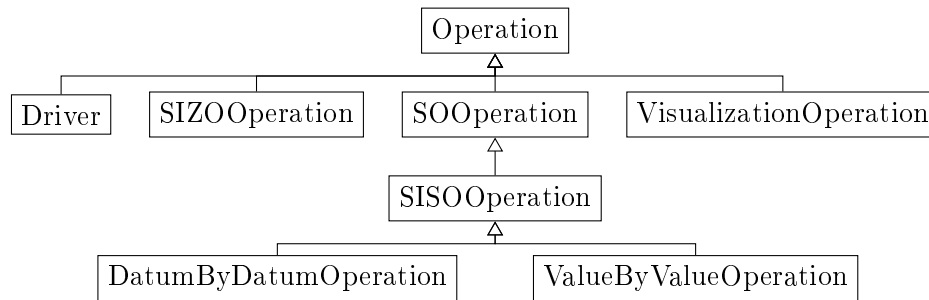 Operation
Driver
SIZOOperation
SOOperation
VisualizationOperation
SISOOperation
DatumByDatumOperation
ValueByValueOperation